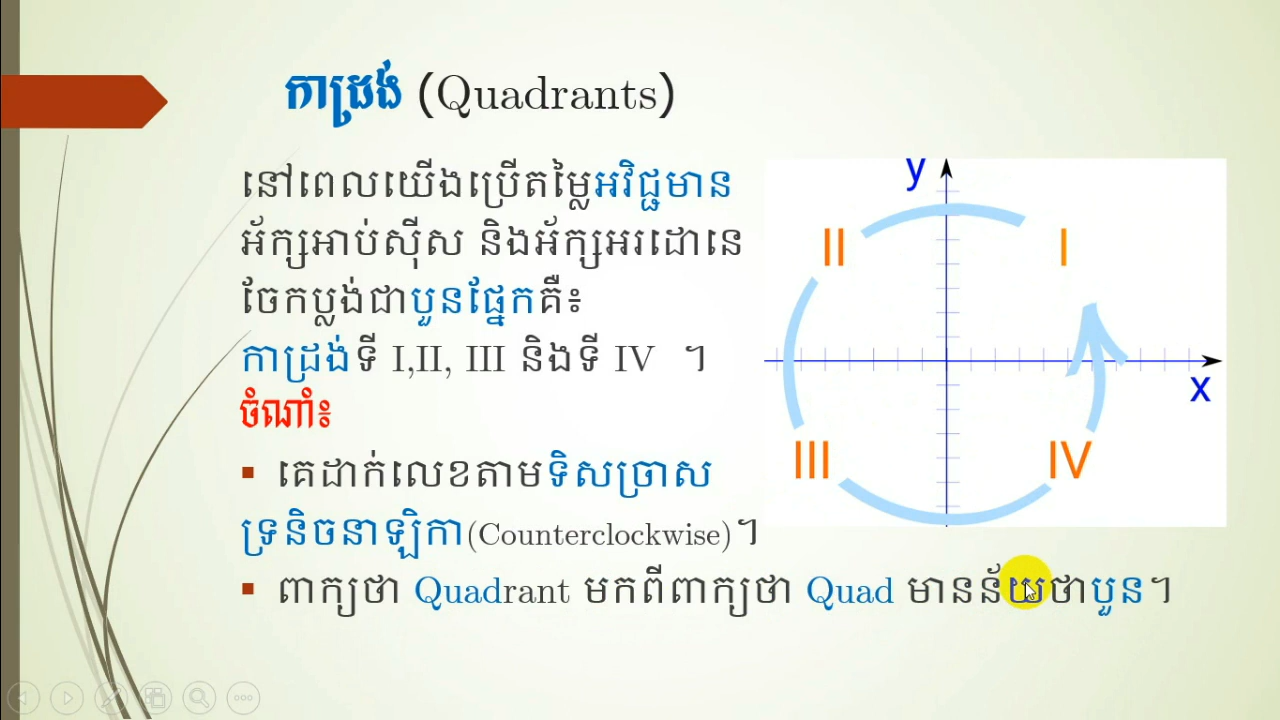 កាដ្រង់ (Quadrants)
នៅពេលយើងប្រើតម្លៃអវិជ្ជមាន
អ័ក្សអាប់ស៊ីស និងអ័ក្សអរដោនេ
ចែកប្លង់ជាបួនផ្នែកគឺ៖
កាដ្រង់ទី I,II, III និងទី IV ។
ចំណាំ៖
▪ គេដាក់លេខតាមទិសច្រាស
ទ្រនិចនាឡិកា(Counterclockwise)។
▪ ពាក្យថា Quadrant មកពីពាក្យថា Quad មានន័យថាបួន។
y
II
I
x
III
IV